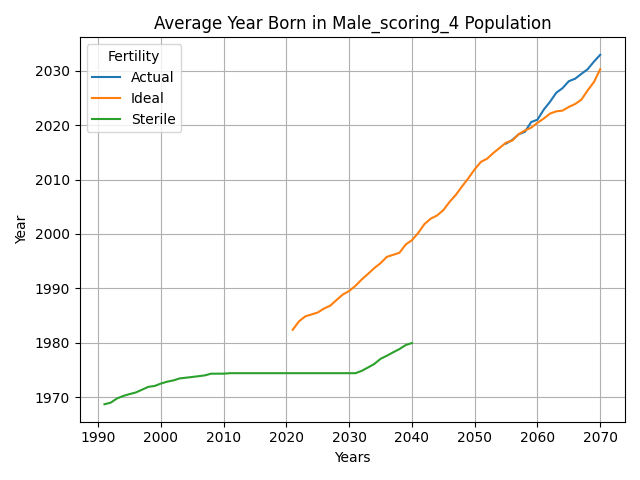 Average Year Born in Male_scoring_4 Population
Fertility
Actual
Ideal
Sterile
Year
2030
2020
2010
2000
1990
1980
1970
1990 2000 2010 2020 2030 2040 2050 2060 2070
Years